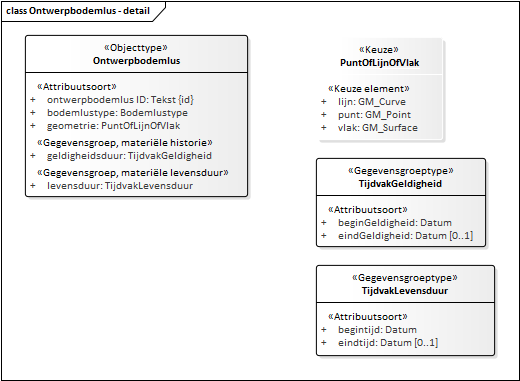 class Ontwerpbodemlus - detail
«Objecttype»
Ontwerpbodemlus
«Attribuutsoort»
+ ontwerpbodemlus ID: Tekst {id}
+ bodemlustype: Bodemlustype
+ geometrie: PuntOfLijnOfVlak
«Gegevensgroep, materiële historie»
+ geldigheidsduur: TijdvakGeldigheid
«Gegevensgroep, materiële levensduur»
+ levensduur: TijdvakLevensduur
«Keuze»
PuntOfLijnOfVlak
«Keuze element»
+ lijn: GM_Curve
+ punt: GM_Point
+ vlak: GM_Surface
«Gegevensgroeptype»
TijdvakGeldigheid
«Attribuutsoort»
+ beginGeldigheid: Datum
+ eindGeldigheid: Datum [0..1]
«Gegevensgroeptype»
TijdvakLevensduur
«Attribuutsoort»
+ begintijd: Datum
+ eindtijd: Datum [0..1]